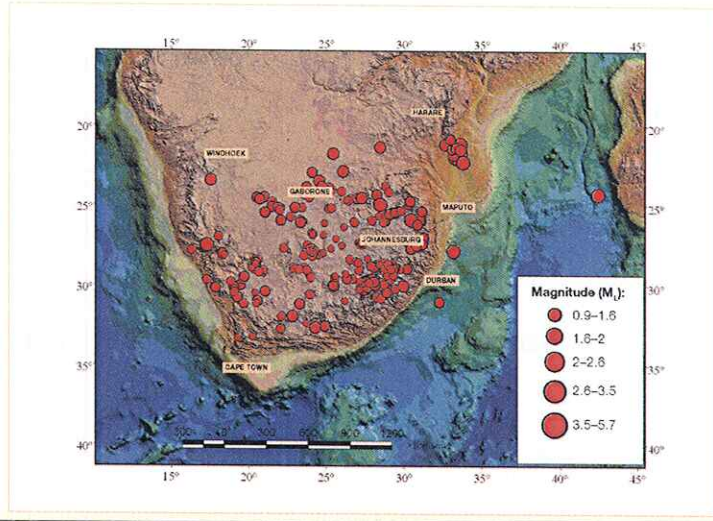 15° 20° 25° 30° 35° 40° 45°
HARARE
20° 20°
WINDHOEK
GABORONE
25° 25°
MAPUTO
JOHANNESBURG
DURBAN
Magnitude (M_L):
30° 30°
0.9–1.6
1.6–2
2–2.6
2.6–3.5
3.5–5.7
35° 35°
CAPE TOWN
40° 40°
15° 20° 25° 30° 35° 40° 45°